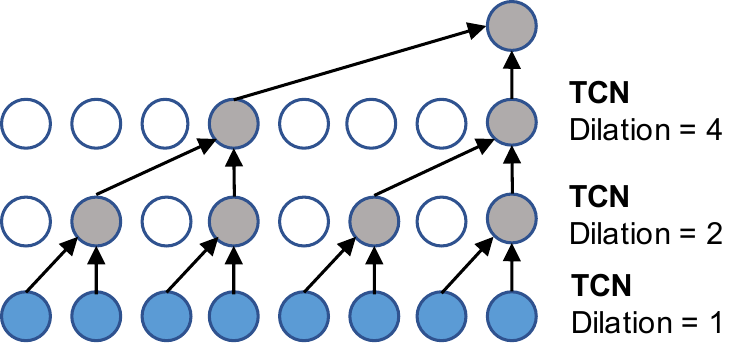 TCN
Dilation = 4
TCN
Dilation = 2
TCN
Dilation = 1